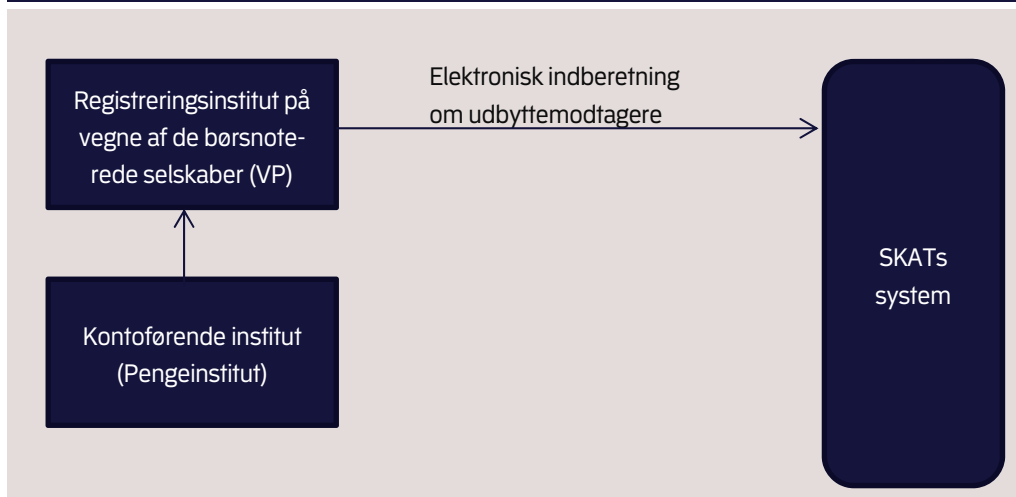 Registreringsinstitut på
vegne af de børsnote-
rede selskaber (VP)
Elektronisk indberetning
om udbyttemodtagere
SKATs
system
Kontoførende institut
(Pengeinstitut)